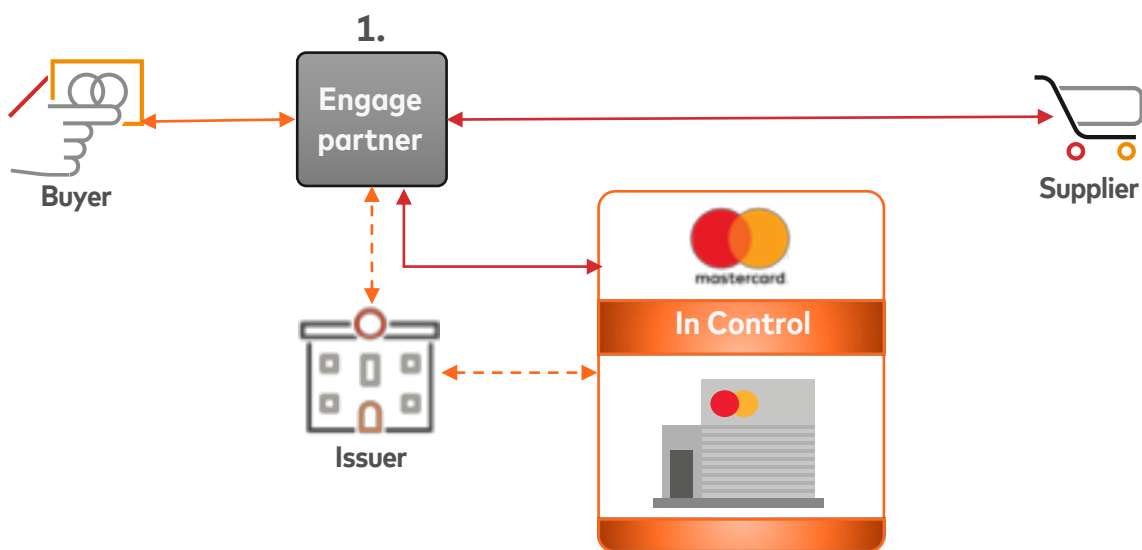 1.
Engage
partner
Buyer
Supplier
mastercard.
In Control
Issuer